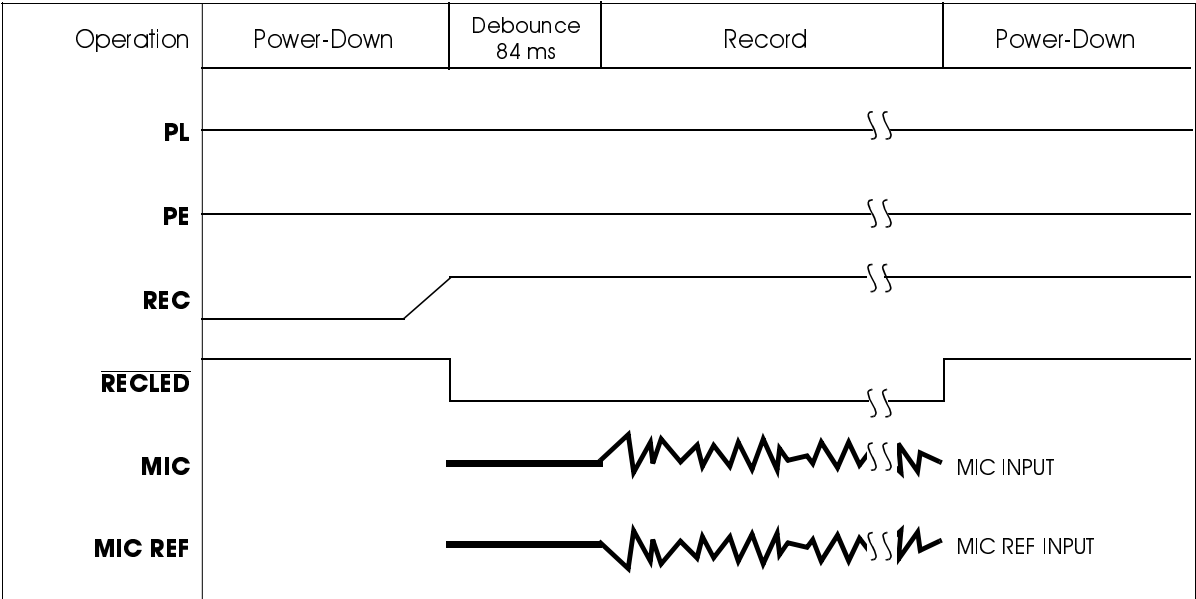 Operation Power-Down Debounce 84 ms Record Power-Down
PL
PE
REC
RECLED
MIC MIC INPUT
MIC REF MIC REF INPUT